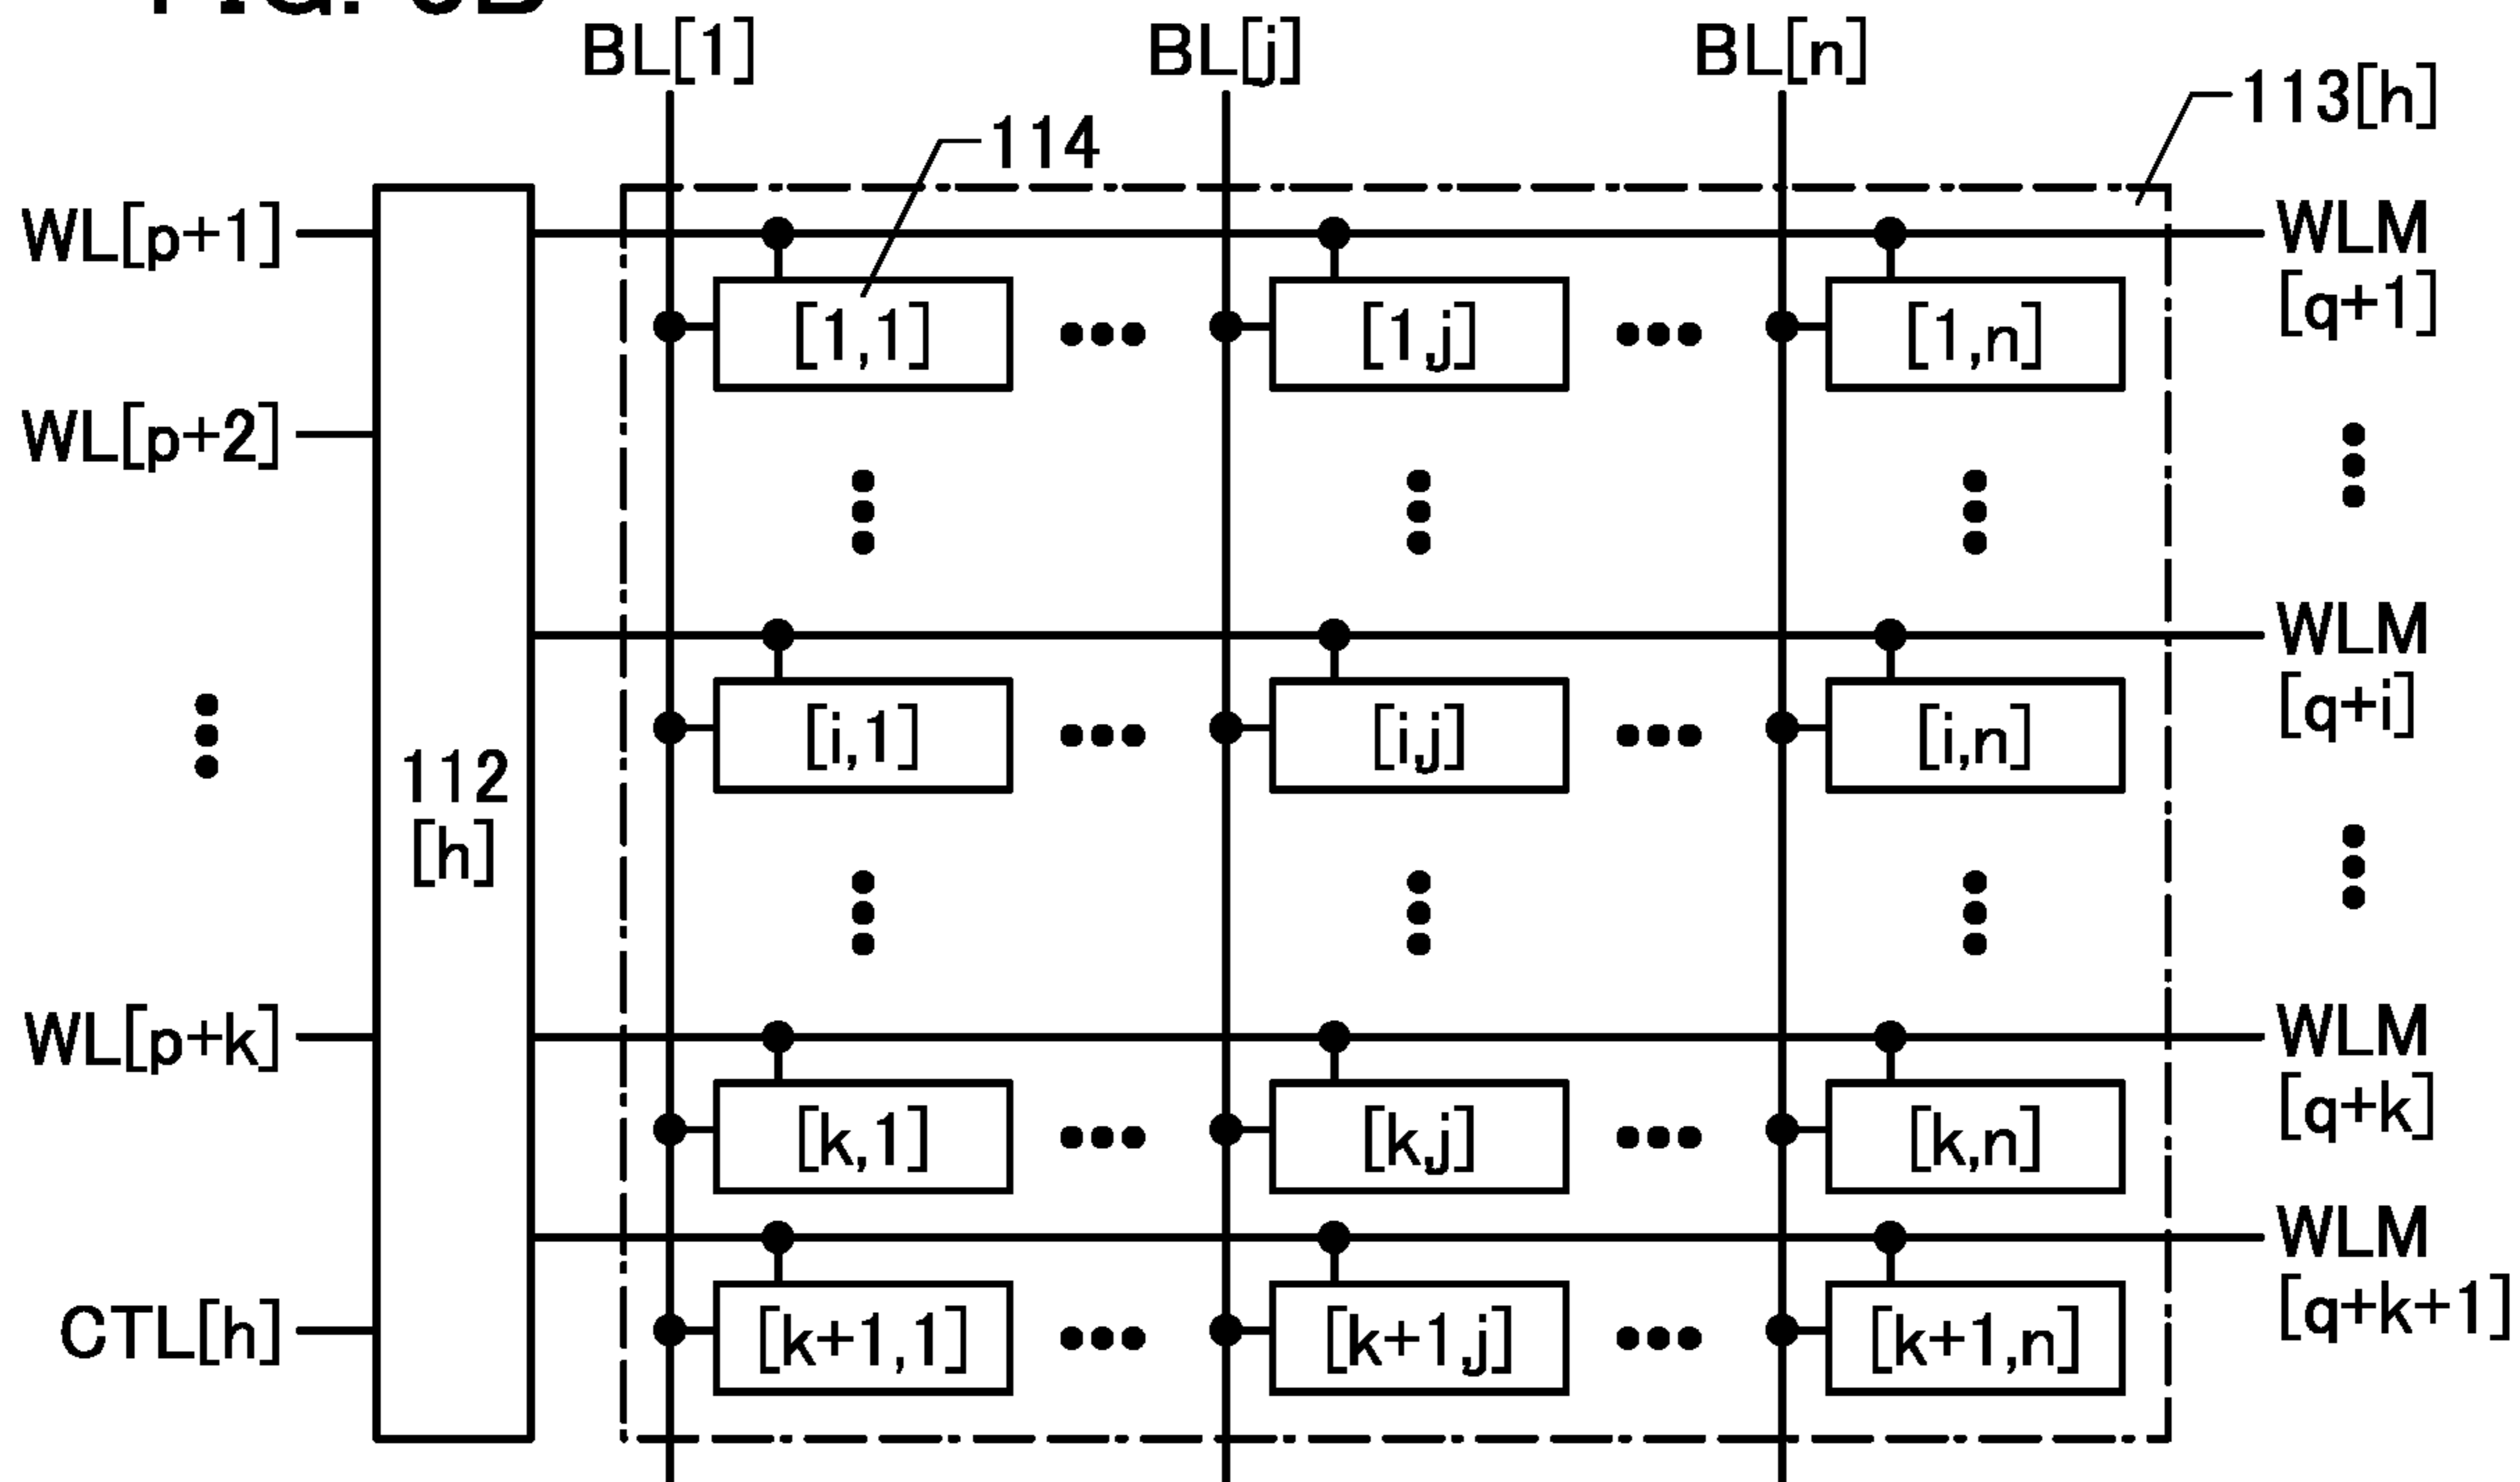 BL[1] BL[j] BL[n]
113[h]
114
WL[p+1] WLM
[1,1] [1,j] [1,n] [q+1]
WL[p+2]
WLM
[i,1] [i,j] [i,n] [q+i]
112
[h]
WL[p+k] WLM
[k,1] [k,j] [k,n] [q+k]
WLM
CTL[h] [k+1,1] [k+1,j] [k+1,n] [q+k+1]